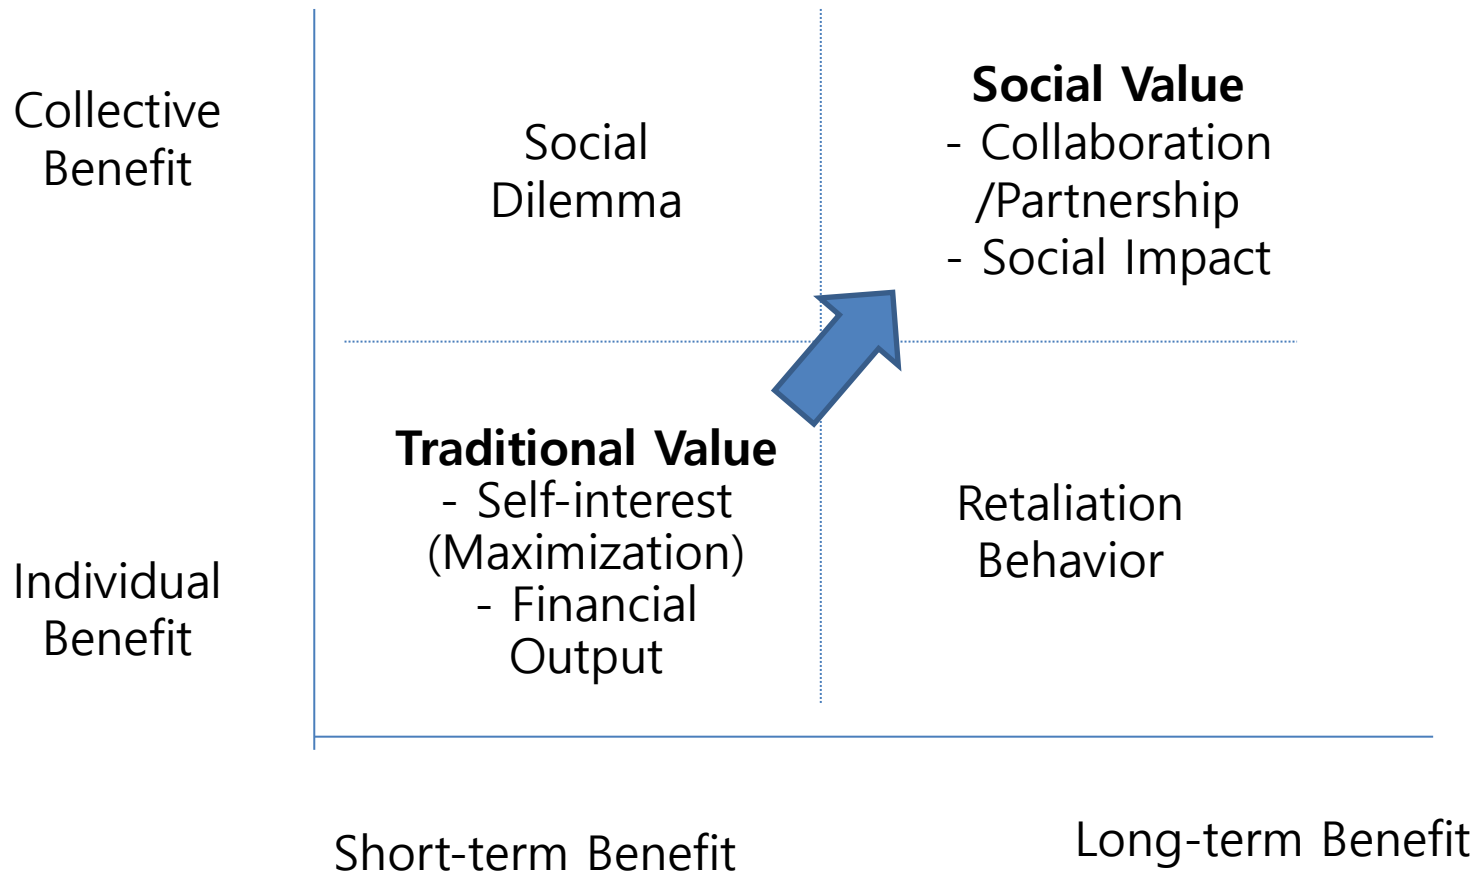 Collective
Benefit
Social
Dilemma
Social Value
- Collaboration
/Partnership
- Social Impact
Individual
Benefit
Traditional Value
- Self-interest
(Maximization)
- Financial
Output
Retaliation
Behavior
Short-term Benefit
Long-term Benefit